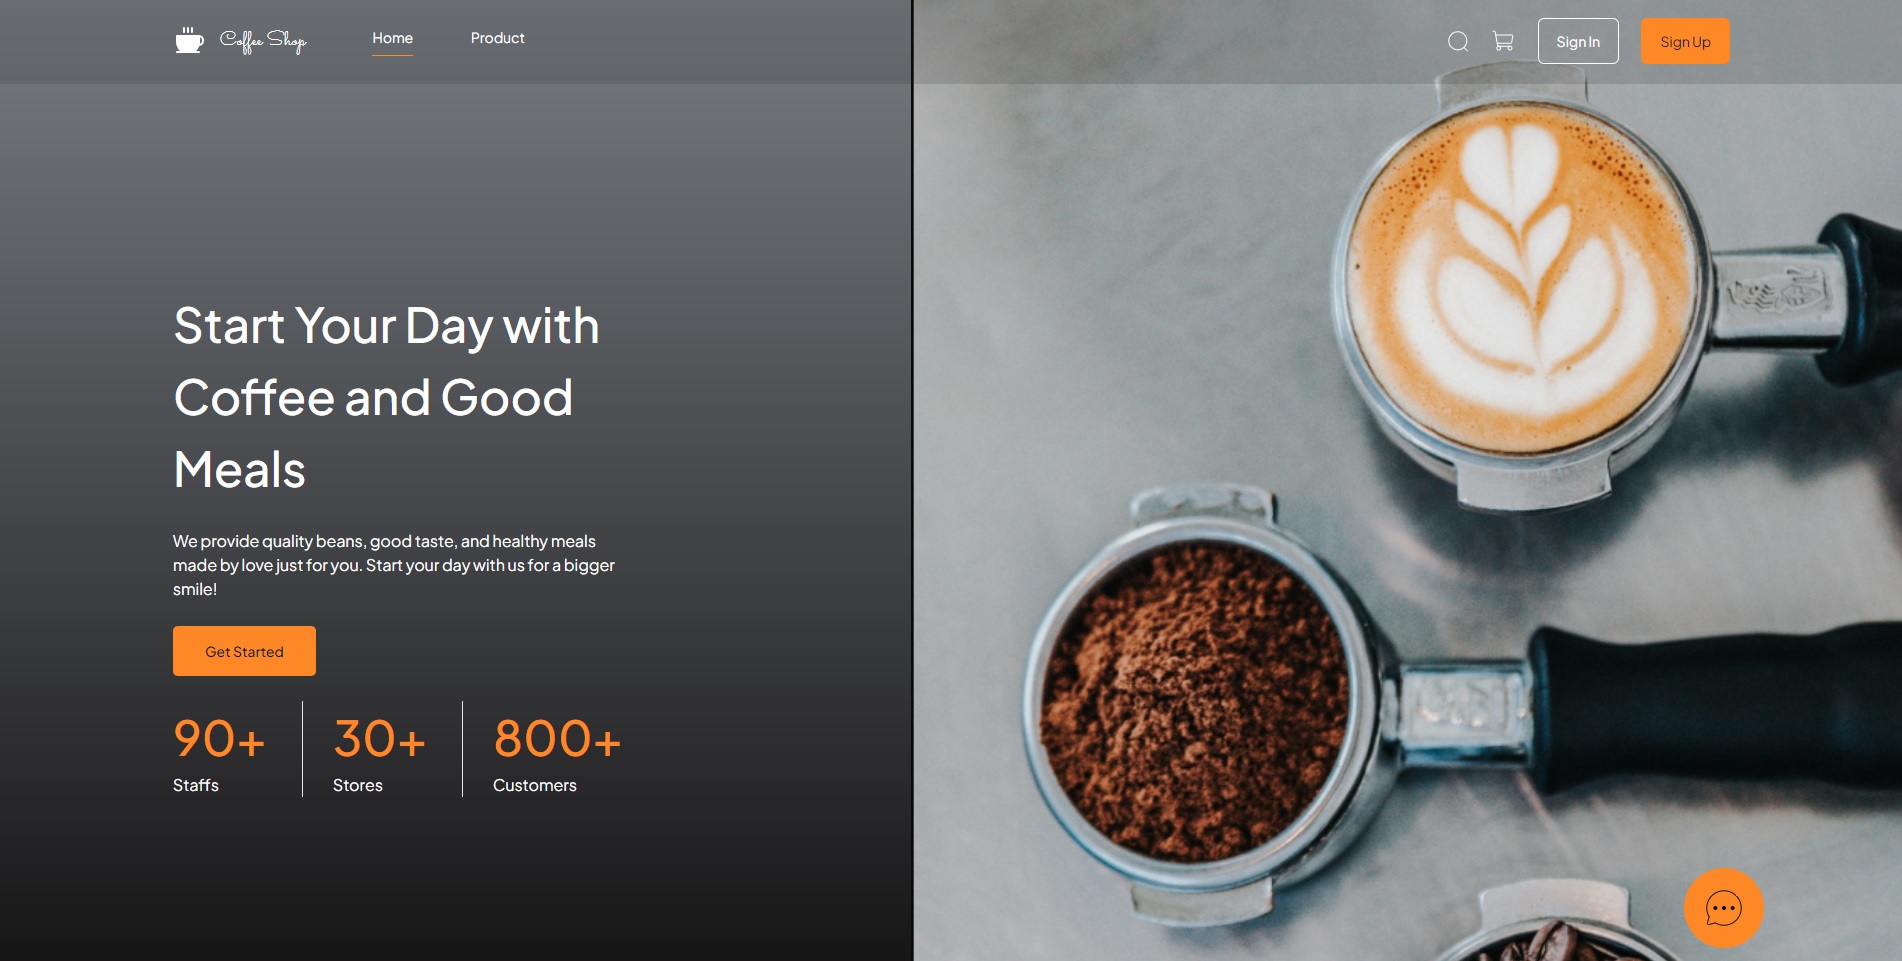 Coffee Shop
Home
Product
Sign In
Sign Up
Start Your Day with
Coffee and Good
Meals
We provide quality beans, good taste, and healthy meals
made by love just for you. Start your day with us for a bigger
smile!
Get Started
90+
Staffs
30+
Stores
800+
Customers